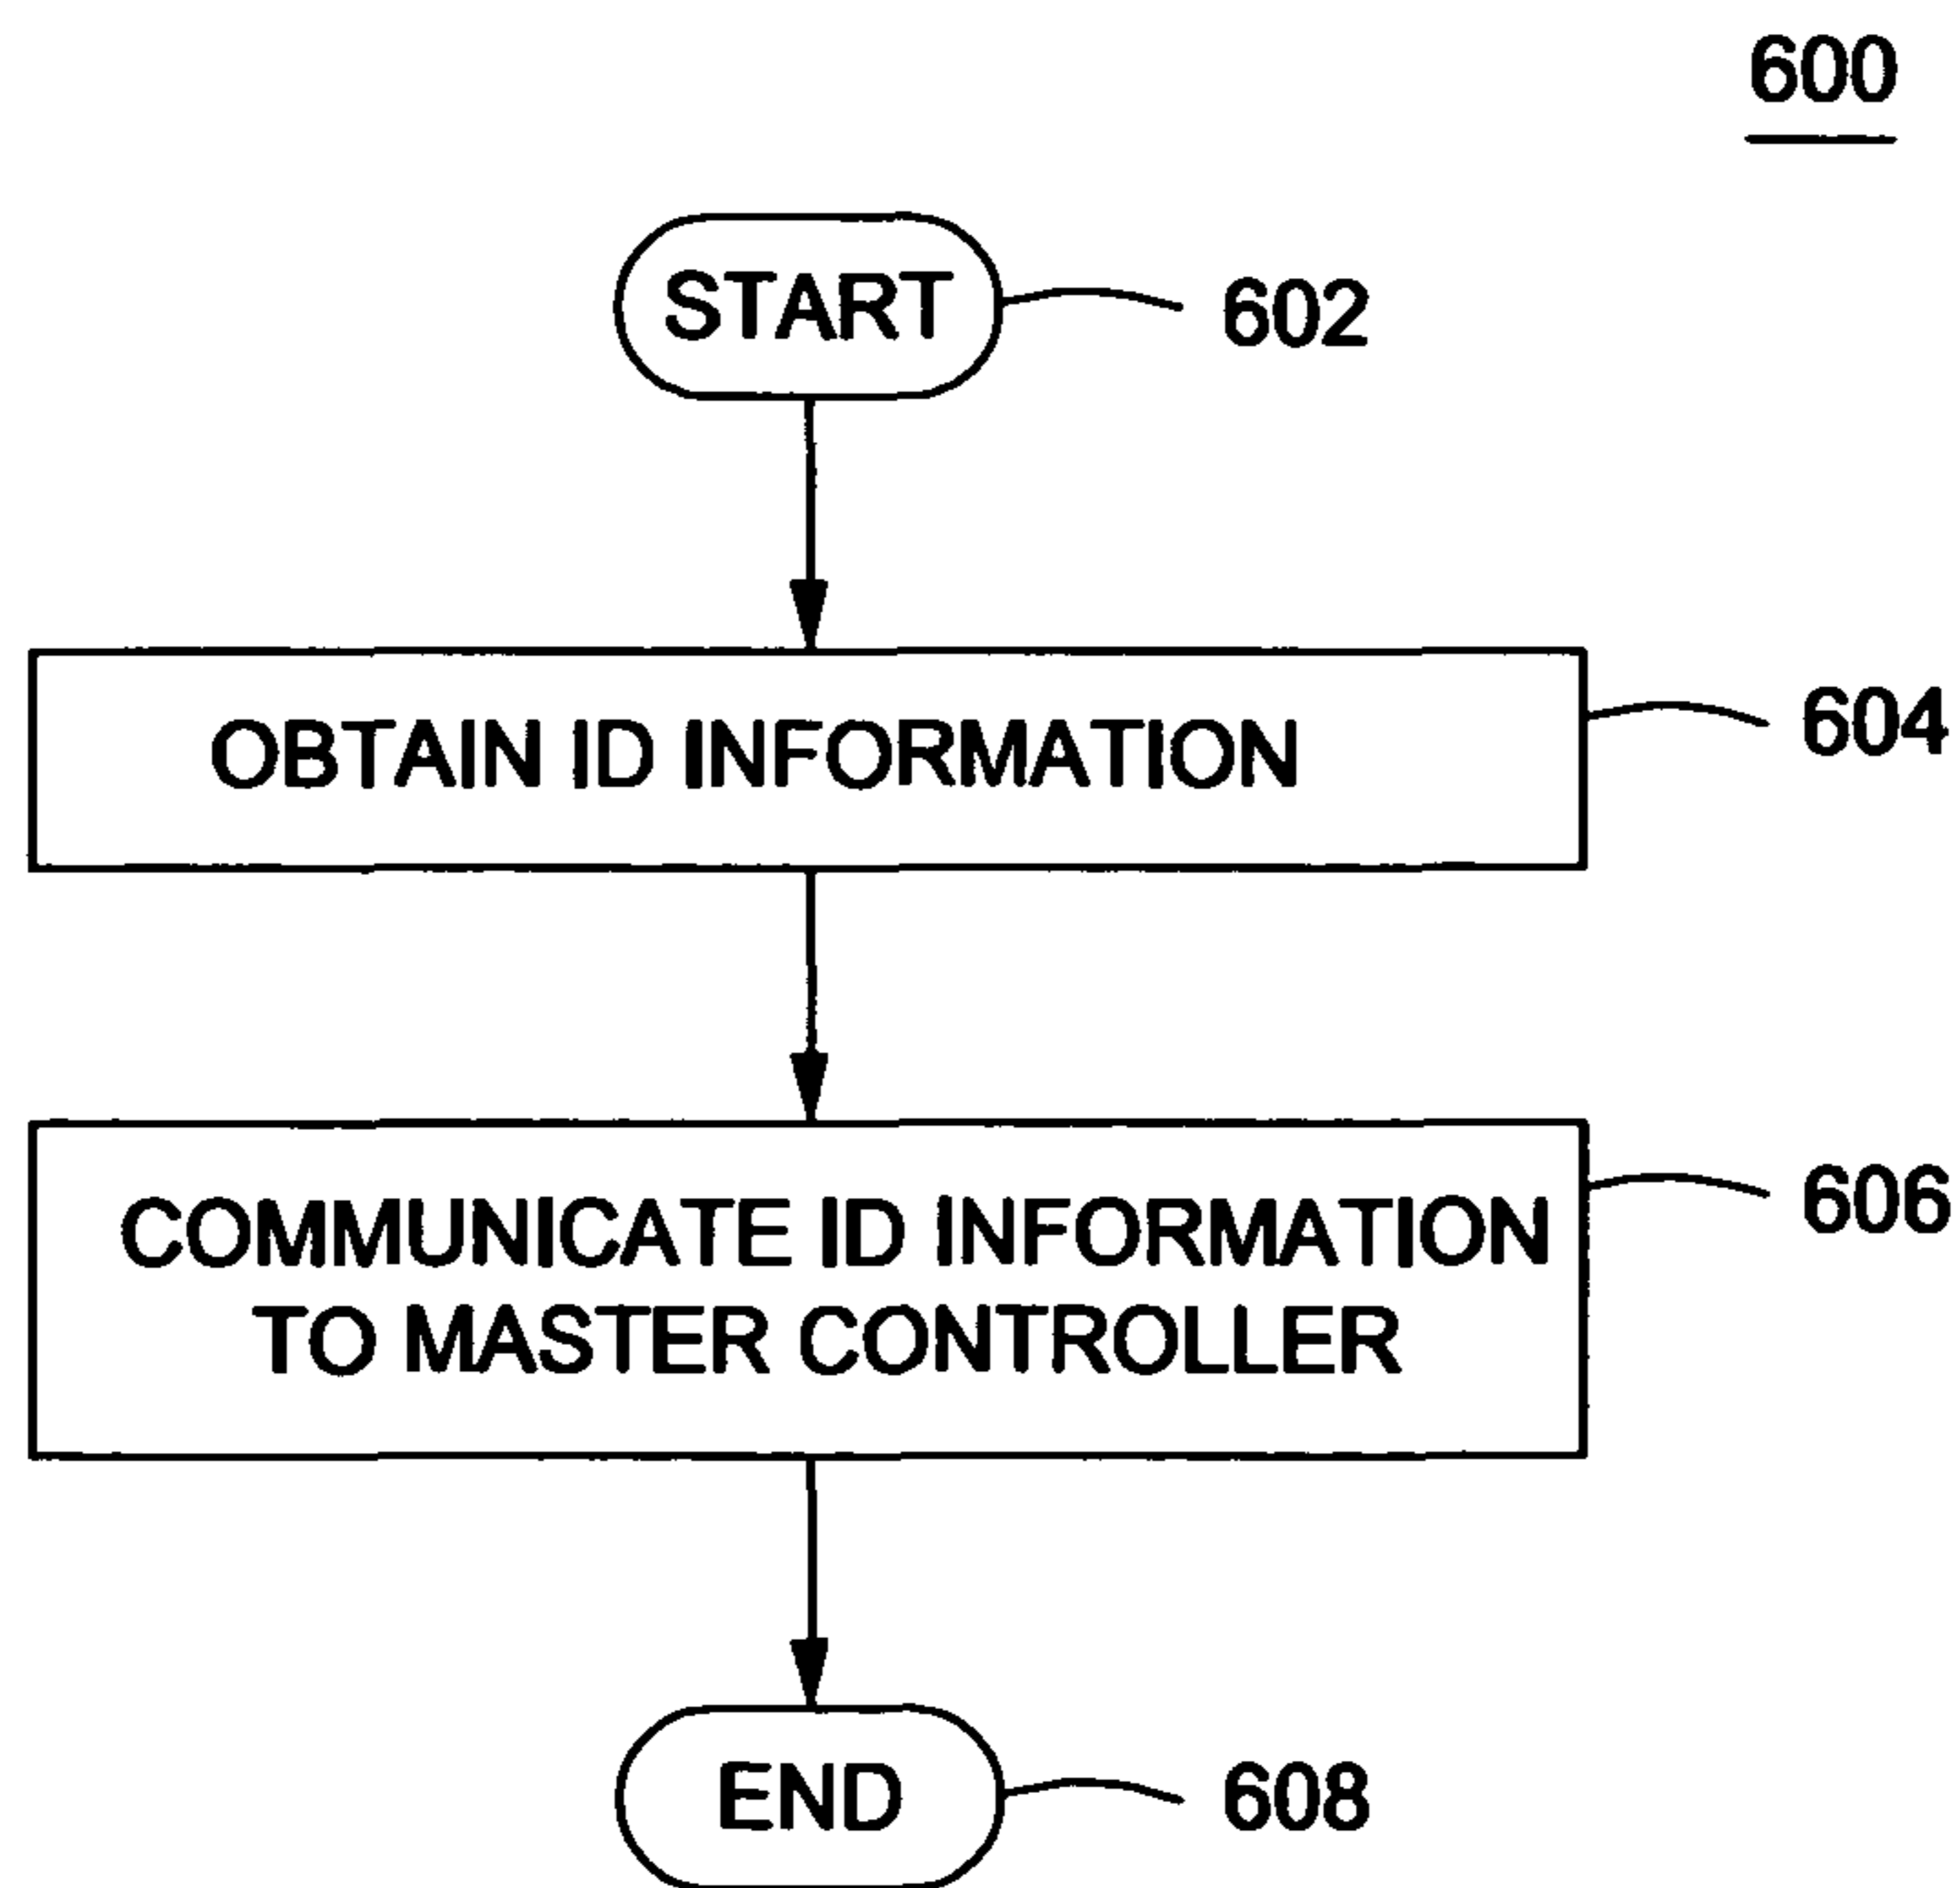 600
START
602
OBTAIN ID INFORMATION
604
COMMUNICATE ID INFORMATION
TO MASTER CONTROLLER
606
END
608